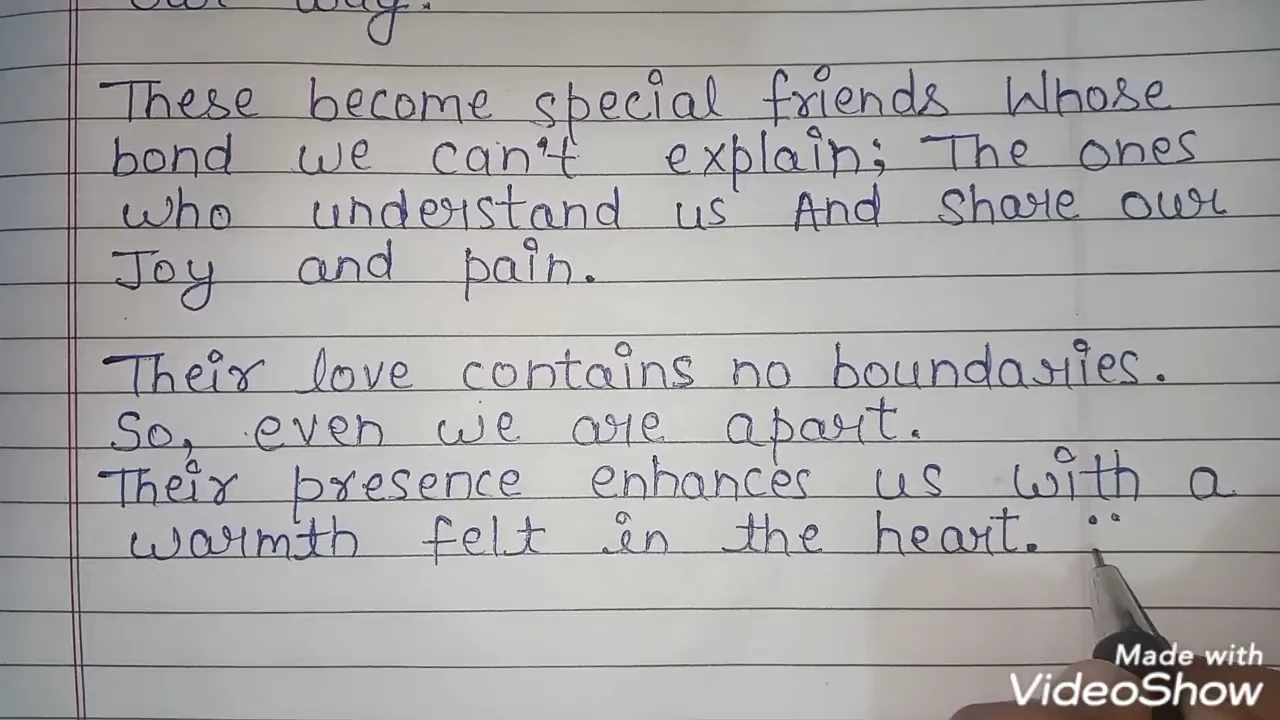 our way.
These become special friends Whose
bond we can't explain; The ones
who understand us And share our
Joy and pain.
Their love contains no boundaries.
So, even we are apart.
Their presence enhances us with a
warmth felt in the heart.
Made with
VideoShow